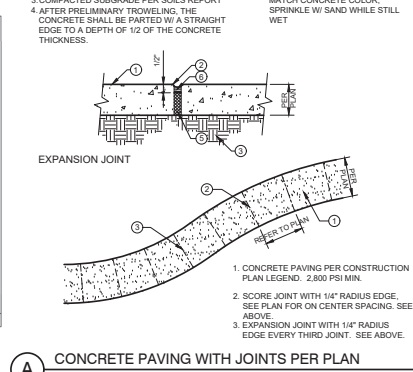 3. COMPACTED SUBGRADE PER SOILS REPORT
4. AFTER PRELIMINARY TROWELING, THE
CONCRETE SHALL BE PARTED W/ A STRAIGHT
EDGE TO A DEPTH OF 1/2 OF THE CONCRETE
THICKNESS.
MATCH CONCRETE COLOR,
SPRINKLE W/ SAND WHILE STILL
WET
1/2"
1
2
6
PER
PLAN
5
3
EXPANSION JOINT
PER
PLAN
2
3
1
REFER TO PLAN
1. CONCRETE PAVING PER CONSTRUCTION
PLAN LEGEND. 2,800 PSI MIN.
2. SCORE JOINT WITH 1/4" RADIUS EDGE,
SEE PLAN FOR ON CENTER SPACING. SEE
ABOVE.
3. EXPANSION JOINT WITH 1/4" RADIUS
EDGE EVERY THIRD JOINT. SEE ABOVE.
A
CONCRETE PAVING WITH JOINTS PER PLAN